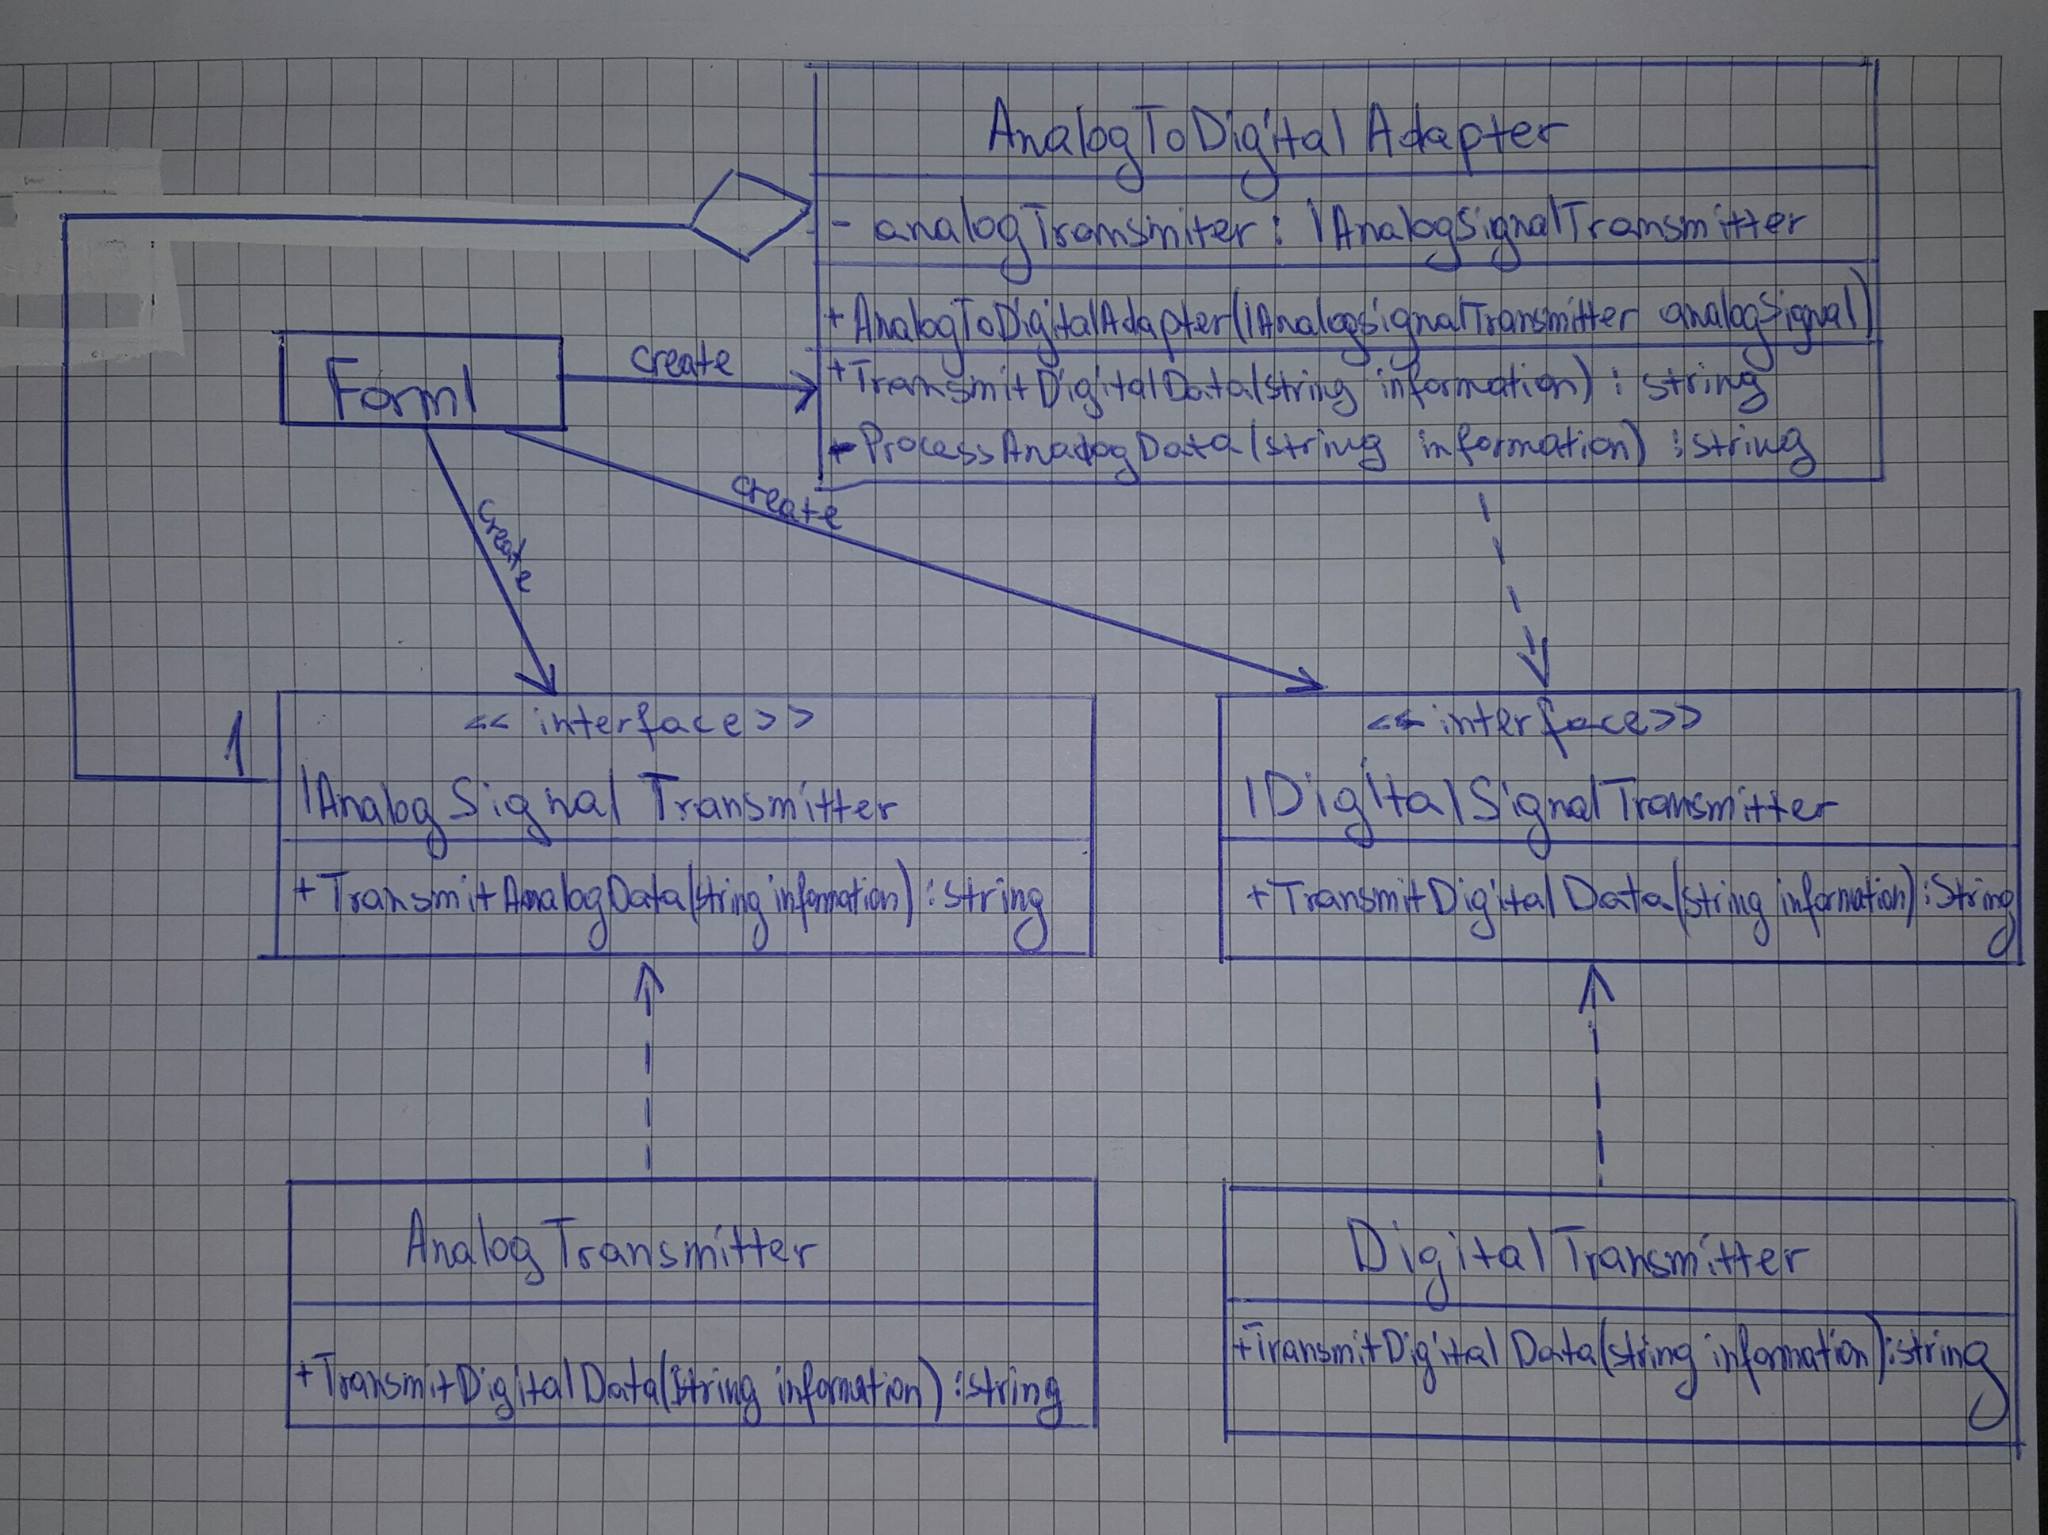 AnalogToDigitalAdapter
- analogTransmiter: IAnalogSignalTransmitter
+ AnalogToDigitalAdapter(IAnalogSignalTransmitter analogSignal)
+ TransmitDigitalData(string information) : string
- ProcessAnalogData(string information) : string
Form1
create
create
create
1
<< interface >>
IAnalogSignalTransmitter
+ TransmitAnalogData(string information) : string
<< interface >>
IDigitalSignalTransmitter
+ TransmitDigitalData(string information) : string
AnalogTransmitter
+ TransmitDigitalData(string information) : string
DigitalTransmitter
+ TransmitDigitalData(string information) : string